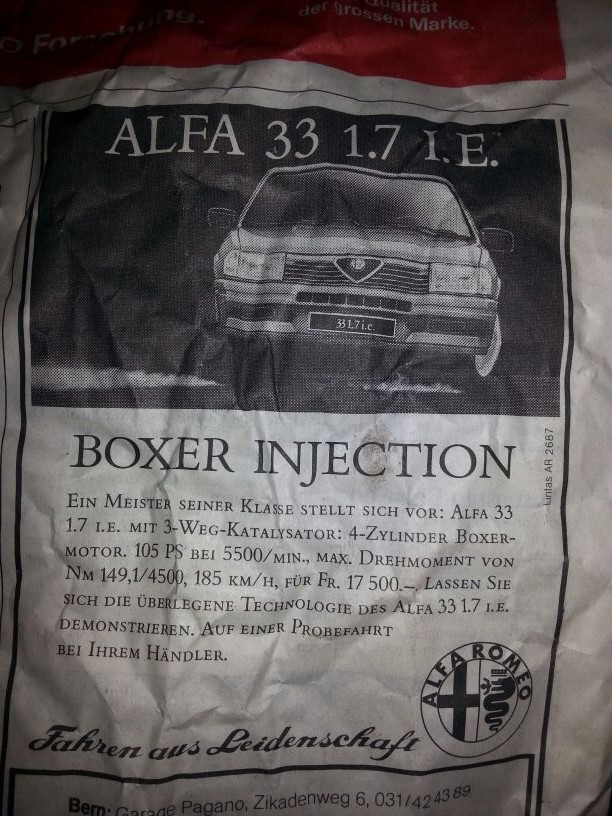 Forschung.
Qualität
der grossen Marke.
ALFA 33 1.7 I.E.
33 1.7 i.e.
BOXER INJECTION
Lintas AR 2687
EIN MEISTER SEINER KLASSE STELLT SICH VOR: ALFA 33
1.7 I.E. MIT 3-WEG-KATALYSATOR: 4-ZYLINDER BOXER-
MOTOR. 105 PS BEI 5500/MIN., MAX. DREHMOMENT VON
NM 149,1/4500, 185 KM/H, FÜR FR. 17 500.–. LASSEN SIE
SICH DIE ÜBERLEGENE TECHNOLOGIE DES ALFA 33 1.7 I.E.
DEMONSTRIEREN. AUF EINER PROBEFAHRT
BEI IHREM HÄNDLER.
ALFA ROMEO
Fahren aus Leidenschaft
Bern: Garage Pagano, Zikadenweg 6, 031/42 43 89